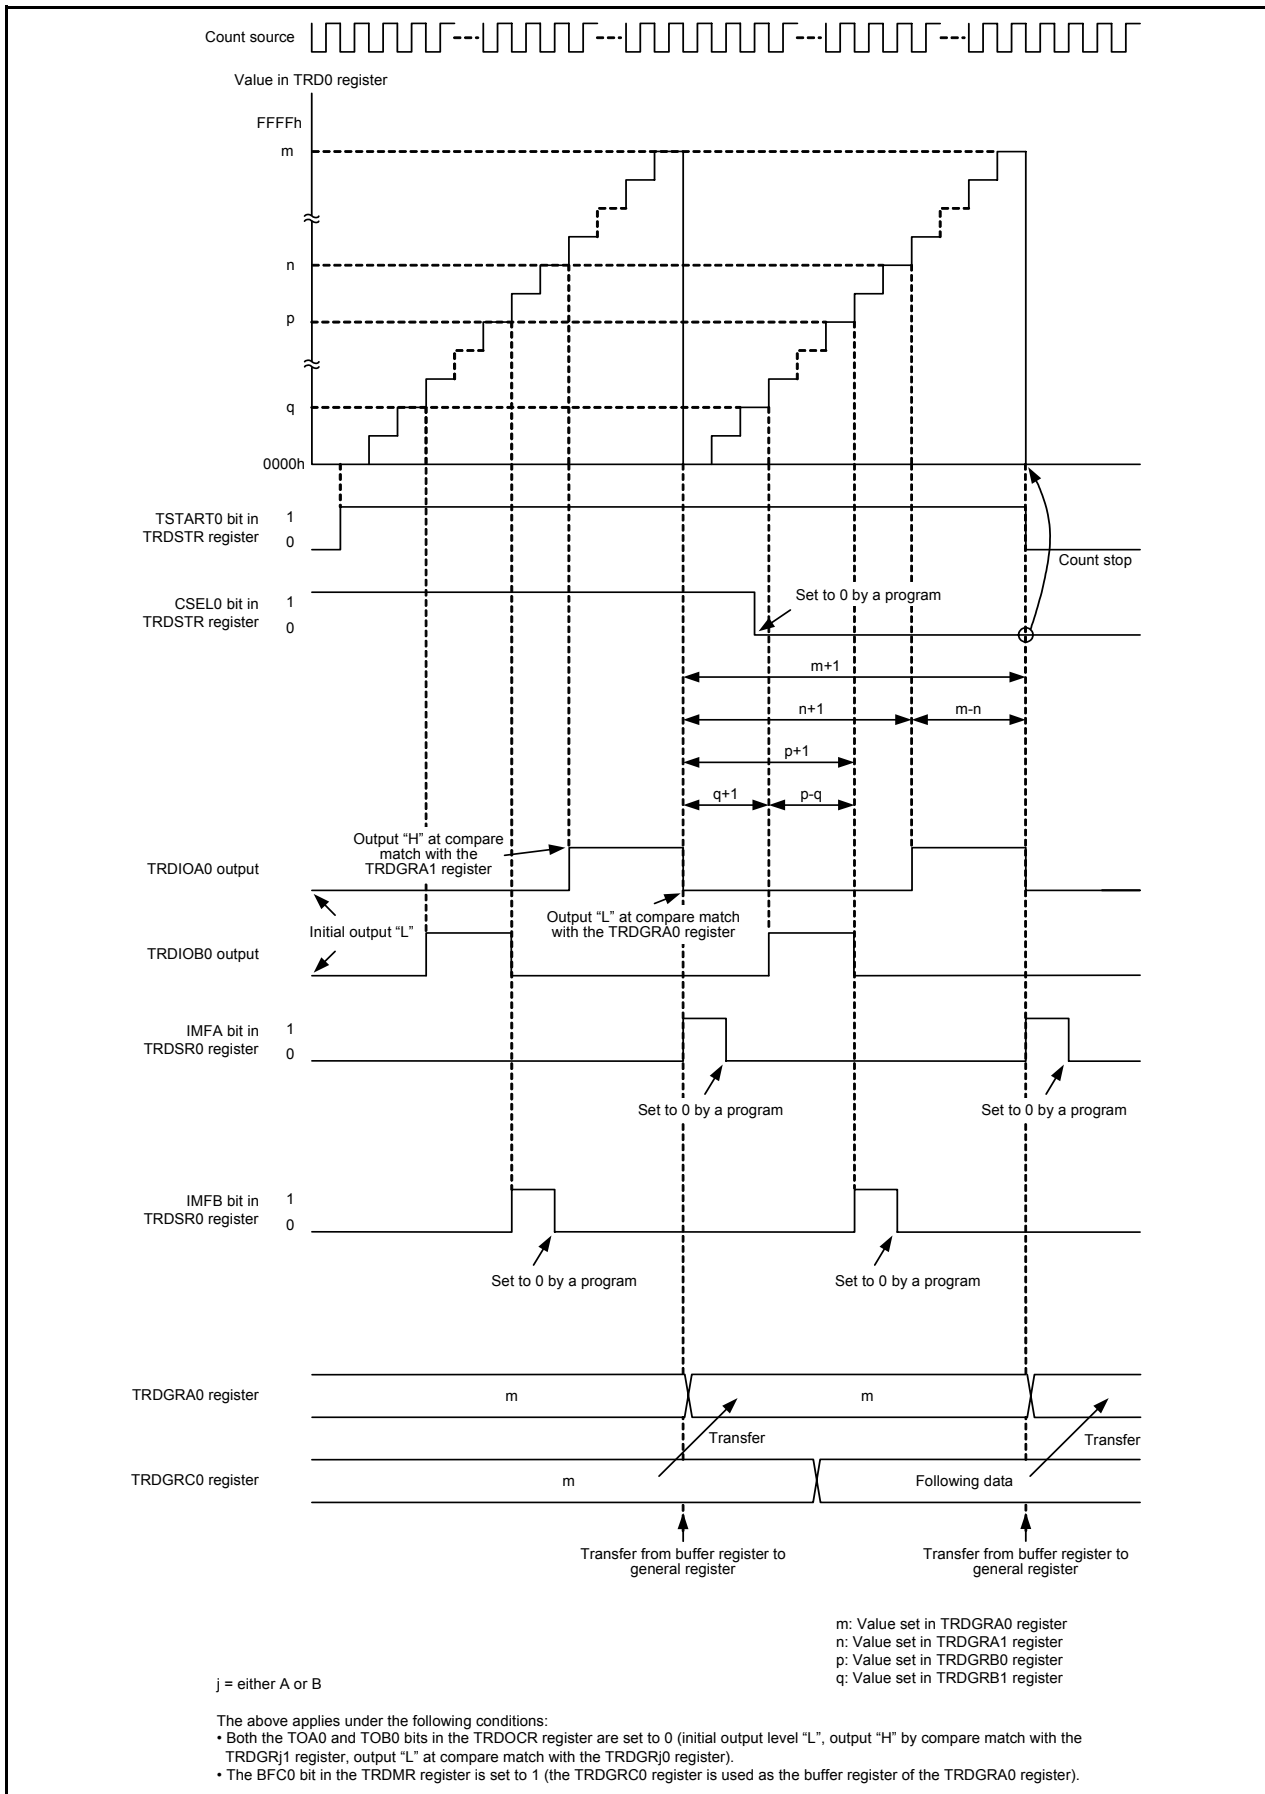 Count source
Value in TRD0 register
FFFFh
m
n
p
q
0000h
TSTART0 bit in
TRDSTR register
1
0
Count stop
CSEL0 bit in
TRDSTR register
1
0
Set to 0 by a program
m+1
n+1
m-n
p+1
q+1
p-q
Output “H” at compare
match with the
TRDGRA1 register
TRDIOA0 output
Output “L” at compare match
with the TRDGRA0 register
Initial output “L”
TRDIOB0 output
IMFA bit in
TRDSR0 register
1
0
Set to 0 by a program
Set to 0 by a program
IMFB bit in
TRDSR0 register
1
0
Set to 0 by a program
Set to 0 by a program
TRDGRA0 register
m
m
Transfer
Transfer
TRDGRC0 register
m
Following data
Transfer from buffer register to
general register
Transfer from buffer register to
general register
m: Value set in TRDGRA0 register
n: Value set in TRDGRA1 register
p: Value set in TRDGRB0 register
q: Value set in TRDGRB1 register
j = either A or B
The above applies under the following conditions:
• Both the TOA0 and TOB0 bits in the TRDOCR register are set to 0 (initial output level “L”, output “H” by compare match with the
TRDGRj1 register, output “L” at compare match with the TRDGRj0 register).
• The BFC0 bit in the TRDMR register is set to 1 (the TRDGRC0 register is used as the buffer register of the TRDGRA0 register).